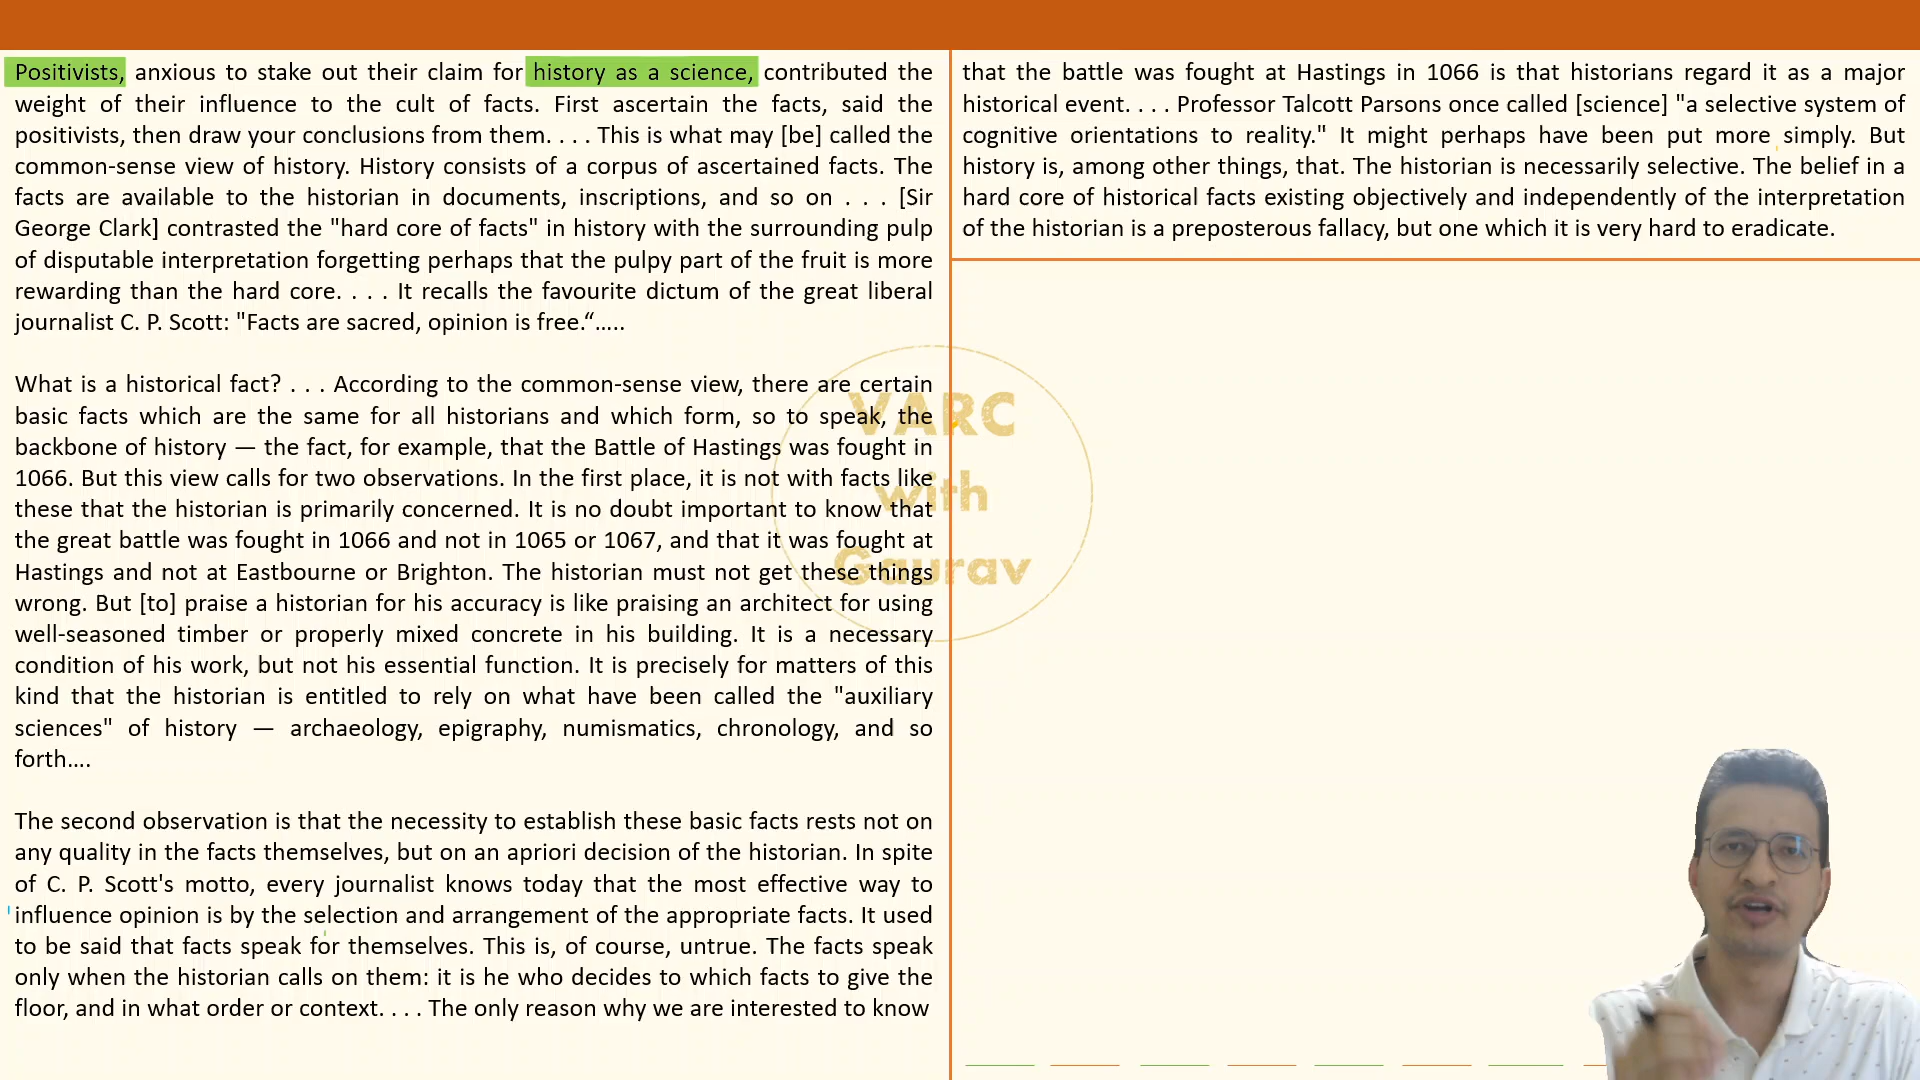 Positivists, anxious to stake out their claim for history as a science, contributed the
weight of their influence to the cult of facts. First ascertain the facts, said the
positivists, then draw your conclusions from them. . . . This is what may [be] called the
common-sense view of history. History consists of a corpus of ascertained facts. The
facts are available to the historian in documents, inscriptions, and so on . . . [Sir
George Clark] contrasted the "hard core of facts" in history with the surrounding pulp
of disputable interpretation forgetting perhaps that the pulpy part of the fruit is more
rewarding than the hard core. . . . It recalls the favourite dictum of the great liberal
journalist C. P. Scott: "Facts are sacred, opinion is free.“…..
What is a historical fact? . . . According to the common-sense view, there are certain
basic facts which are the same for all historians and which form, so to speak, the
backbone of history — the fact, for example, that the Battle of Hastings was fought in
1066. But this view calls for two observations. In the first place, it is not with facts like
these that the historian is primarily concerned. It is no doubt important to know that
the great battle was fought in 1066 and not in 1065 or 1067, and that it was fought at
Hastings and not at Eastbourne or Brighton. The historian must not get these things
wrong. But [to] praise a historian for his accuracy is like praising an architect for using
well-seasoned timber or properly mixed concrete in his building. It is a necessary
condition of his work, but not his essential function. It is precisely for matters of this
kind that the historian is entitled to rely on what have been called the "auxiliary
sciences" of history — archaeology, epigraphy, numismatics, chronology, and so
forth….
The second observation is that the necessity to establish these basic facts rests not on
any quality in the facts themselves, but on an apriori decision of the historian. In spite
of C. P. Scott's motto, every journalist knows today that the most effective way to
influence opinion is by the selection and arrangement of the appropriate facts. It used
to be said that facts speak for themselves. This is, of course, untrue. The facts speak
only when the historian calls on them: it is he who decides to which facts to give the
floor, and in what order or context. . . . The only reason why we are interested to know
that the battle was fought at Hastings in 1066 is that historians regard it as a major
historical event. . . . Professor Talcott Parsons once called [science] "a selective system of
cognitive orientations to reality." It might perhaps have been put more simply. But
history is, among other things, that. The historian is necessarily selective. The belief in a
hard core of historical facts existing objectively and independently of the interpretation
of the historian is a preposterous fallacy, but one which it is very hard to eradicate.
VARC
with
Gaurav